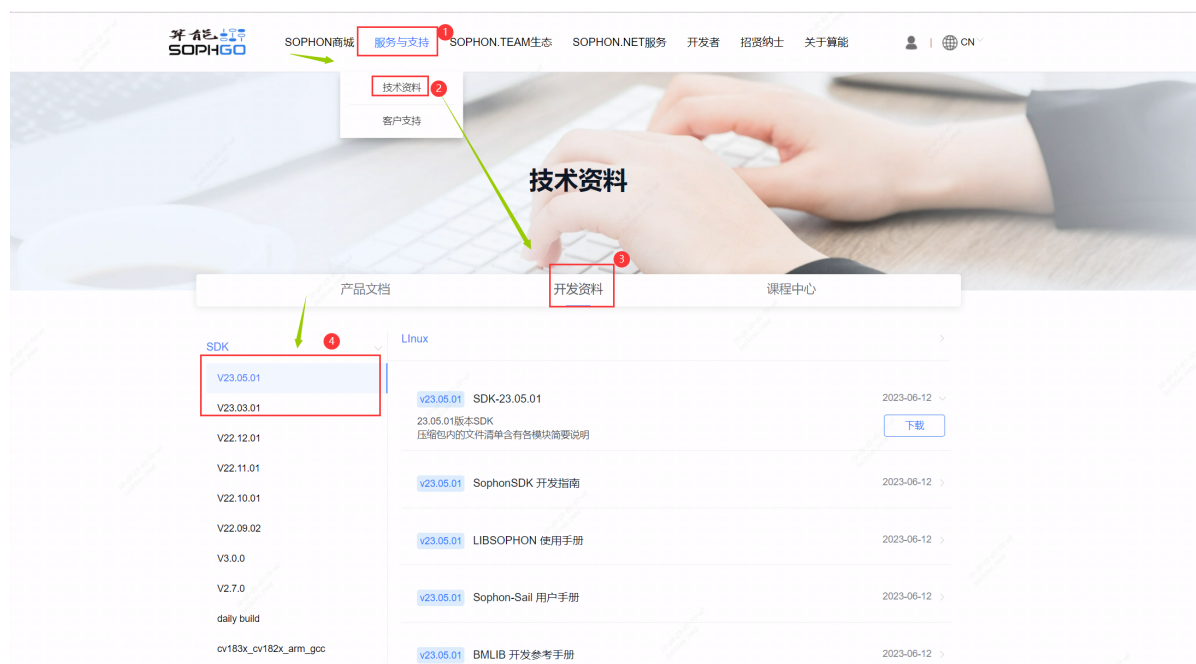 算能
SOPHGO
SOPHON商城 服务与支持 1 SOPHON.TEAM生态 SOPHON.NET服务 开发者 招贤纳士 关于算能 CN
技术资料 2
客户支持
技术资料
3
产品文档 开发资料 课程中心
4
SDK
V23.05.01
V23.03.01
V22.12.01
V22.11.01
V22.10.01
V22.09.02
V3.0.0
V2.7.0
daily build
cv183x_cv182x_arm_gcc
LInux
v23.05.01 SDK-23.05.01 2023-06-12
23.05.01版本SDK
压缩包内的文件清单含有各模块简要说明
下载
v23.05.01 SophonSDK 开发指南 2023-06-12
v23.05.01 LIBSOPHON 使用手册 2023-06-12
v23.05.01 Sophon-Sail 用户手册 2023-06-12
v23.05.01 BMLIB 开发参考手册 2023-06-12